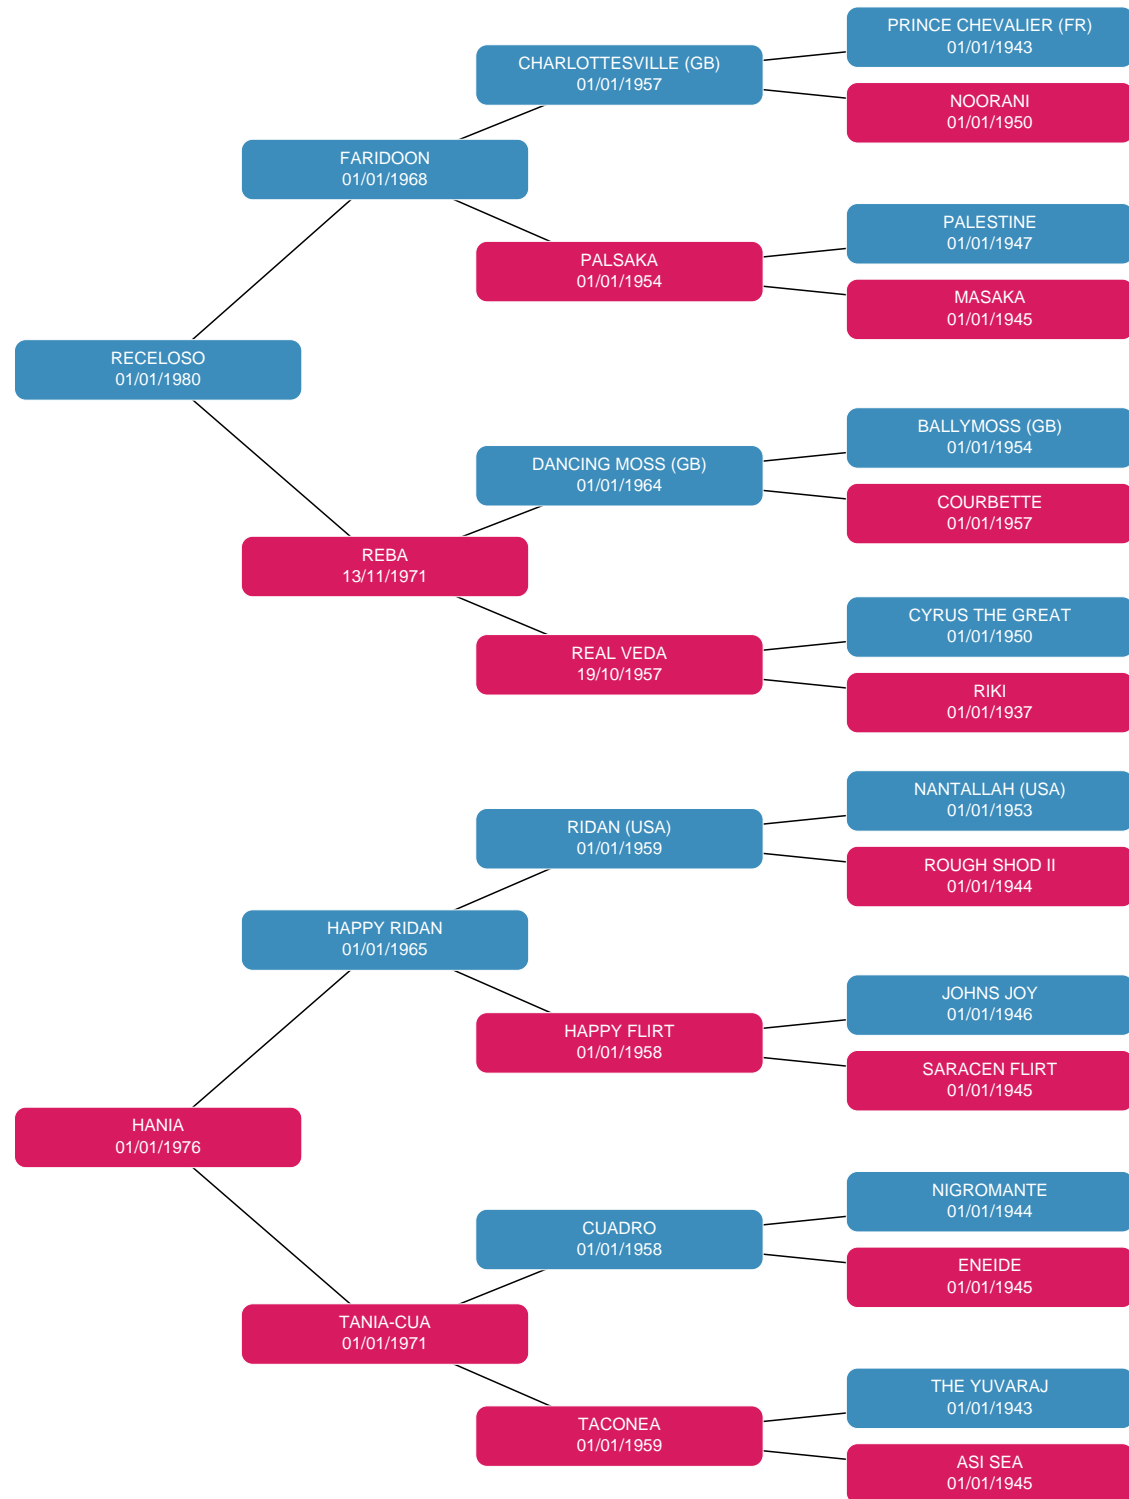 PRINCE CHEVALIER (FR)
01/01/1943
CHARLOTTESVILLE (GB)
01/01/1957
NOORANI
01/01/1950
FARIDOON
01/01/1968
PALESTINE
01/01/1947
PALSAKA
01/01/1954
MASAKA
01/01/1945
RECELOSO
01/01/1980
BALLYMOSS (GB)
01/01/1954
DANCING MOSS (GB)
01/01/1964
COURBETTE
01/01/1957
REBA
13/11/1971
CYRUS THE GREAT
01/01/1950
REAL VEDA
19/10/1957
RIKI
01/01/1937
NANTALLAH (USA)
01/01/1953
RIDAN (USA)
01/01/1959
ROUGH SHOD II
01/01/1944
HAPPY RIDAN
01/01/1965
JOHNS JOY
01/01/1946
HAPPY FLIRT
01/01/1958
SARACEN FLIRT
01/01/1945
HANIA
01/01/1976
NIGROMANTE
01/01/1944
CUADRO
01/01/1958
ENEIDE
01/01/1945
TANIA-CUA
01/01/1971
THE YUVARAJ
01/01/1943
TACONEA
01/01/1959
ASI SEA
01/01/1945